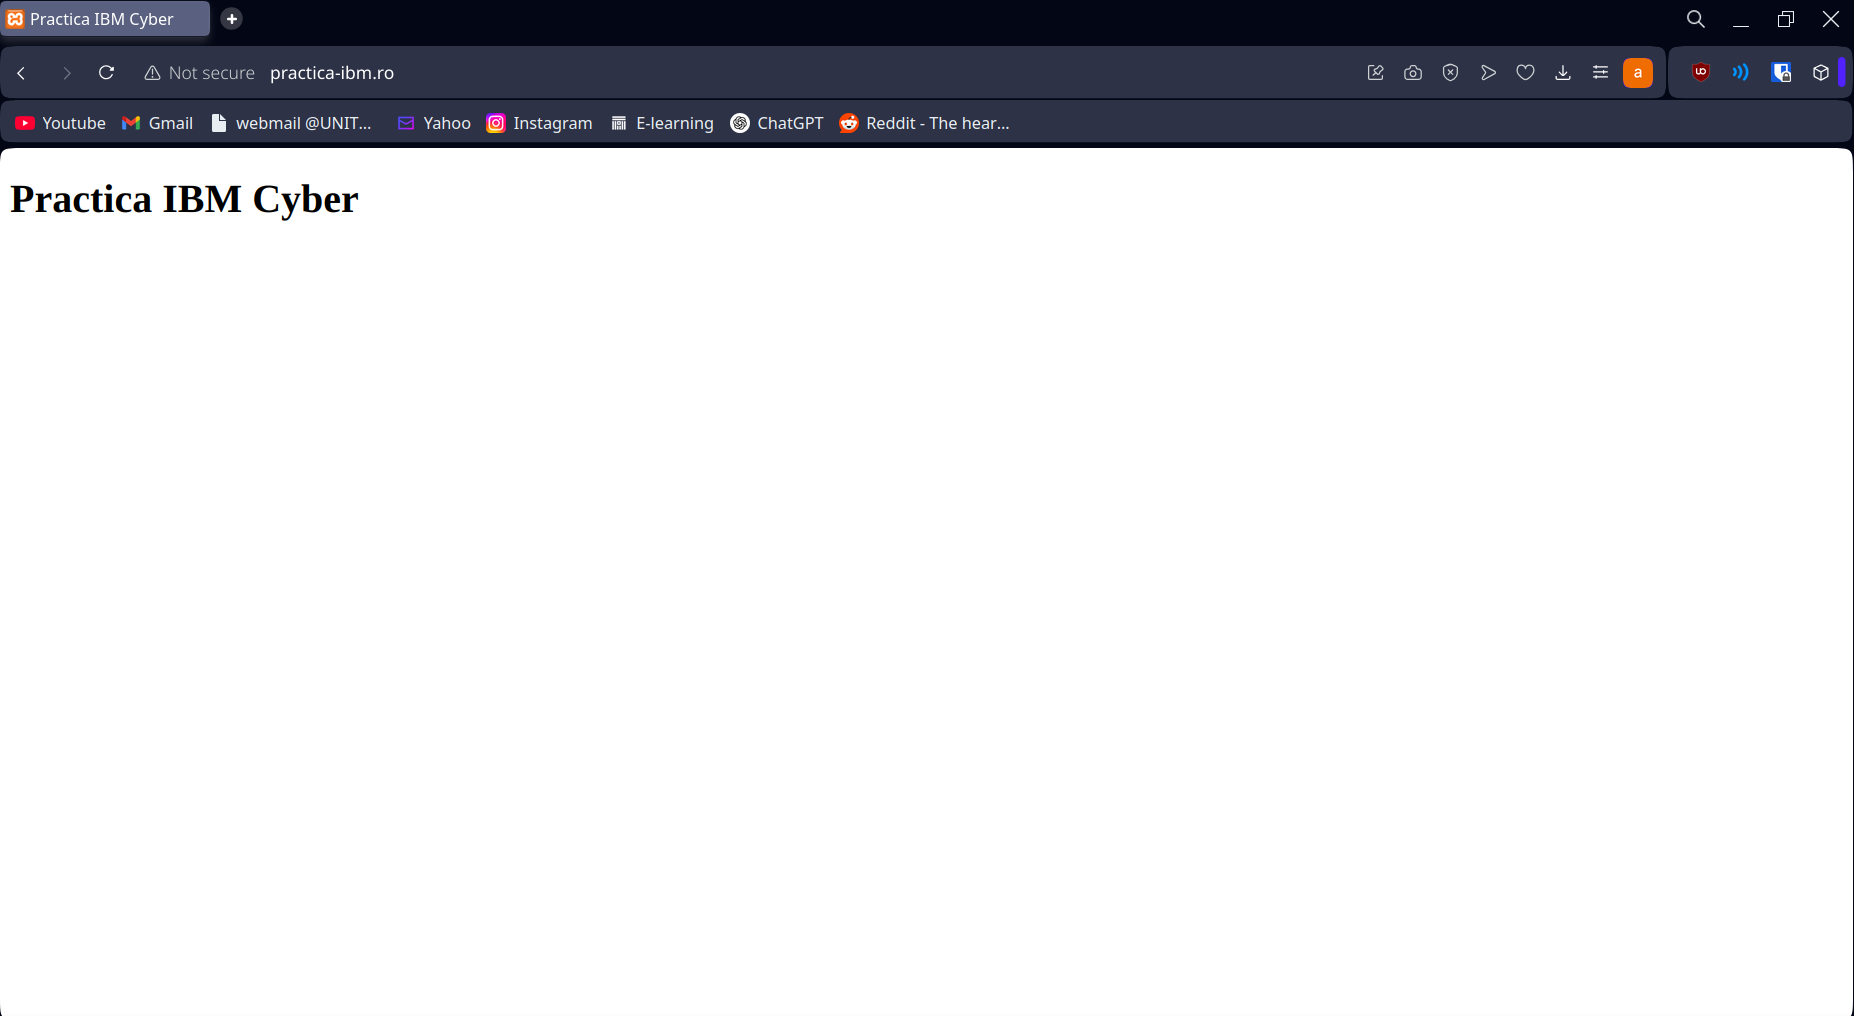 Practica IBM Cyber
Not secure practica-ibm.ro
a
Youtube Gmail webmail @UNIT... Yahoo Instagram E-learning ChatGPT Reddit - The hear...
Practica IBM Cyber